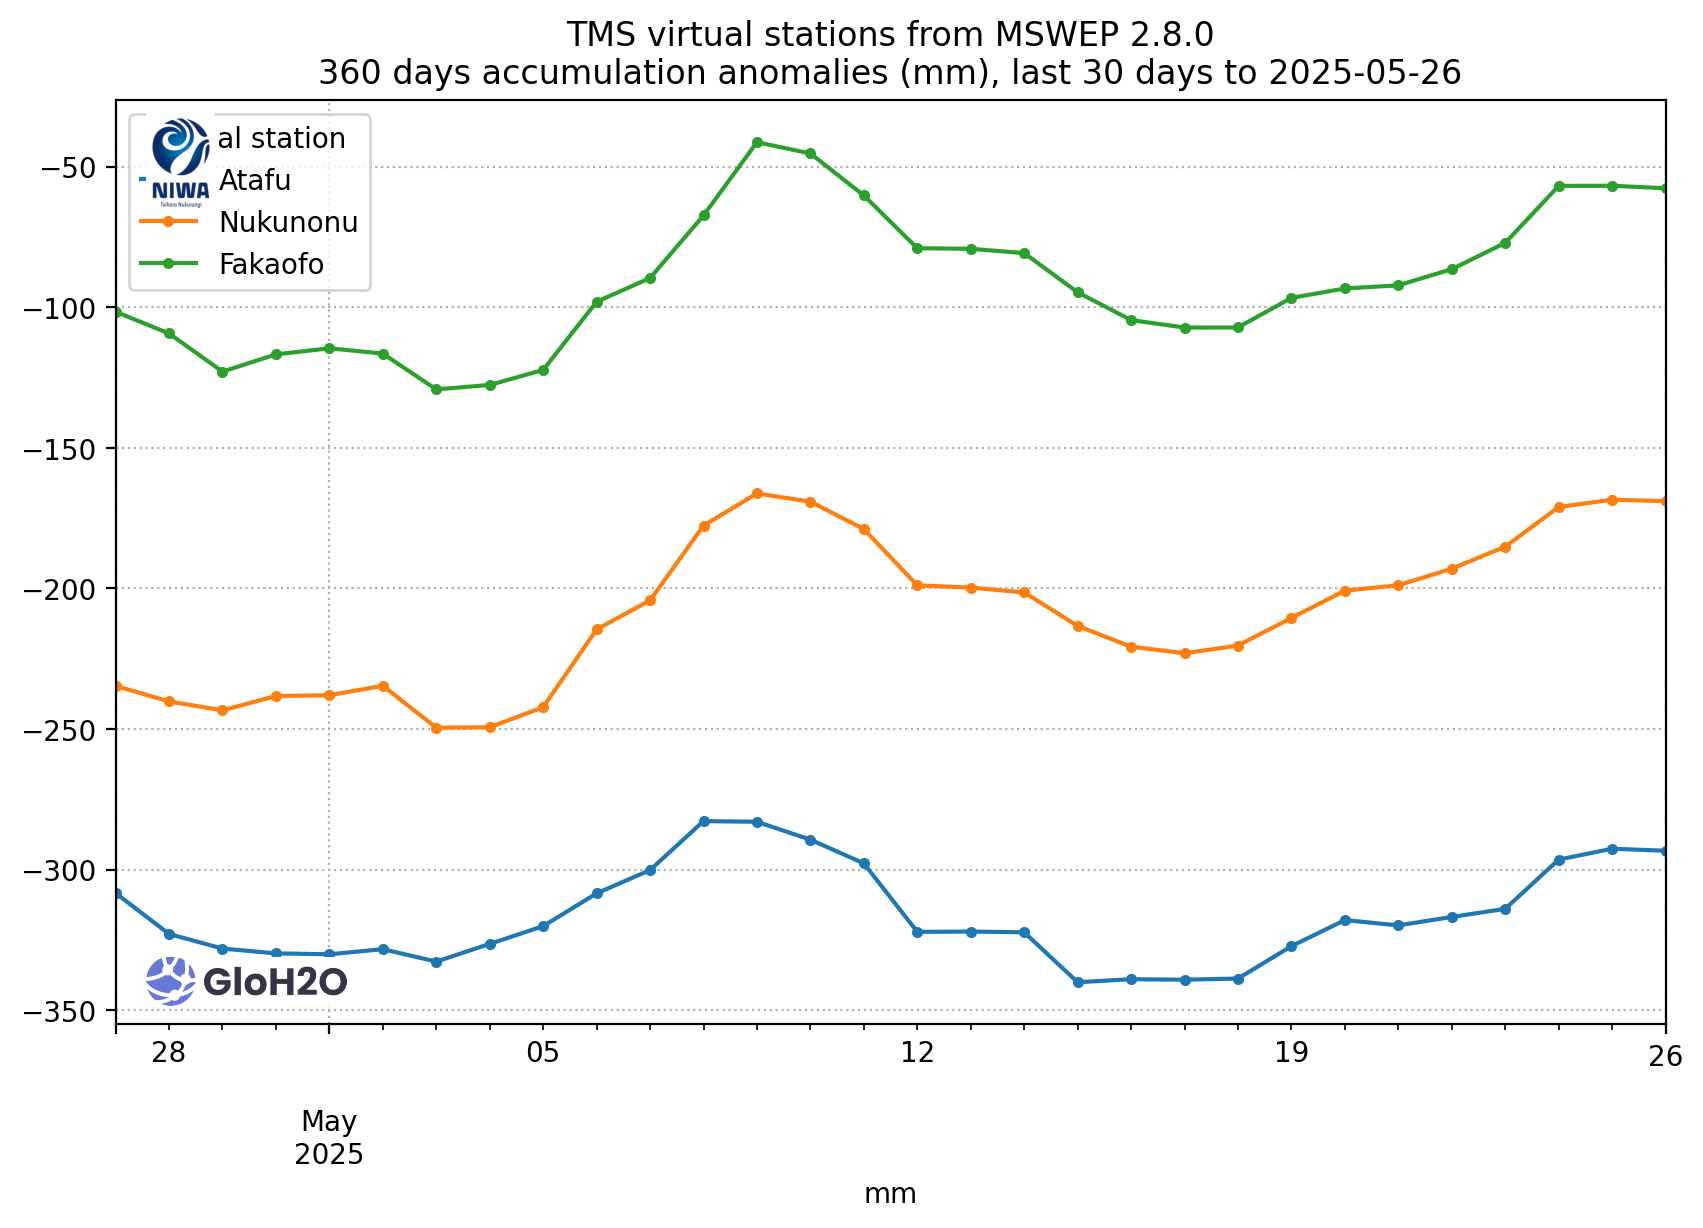 TMS virtual stations from MSWEP 2.8.0
360 days accumulation anomalies (mm), last 30 days to 2025-05-26
al station
NIWA
Taihoro Nukurangi
Atafu
Nukunonu
Fakaofo
−50
−100
−150
−200
−250
−300
−350
GloH2O
28
05
12
19
26
May
2025
mm